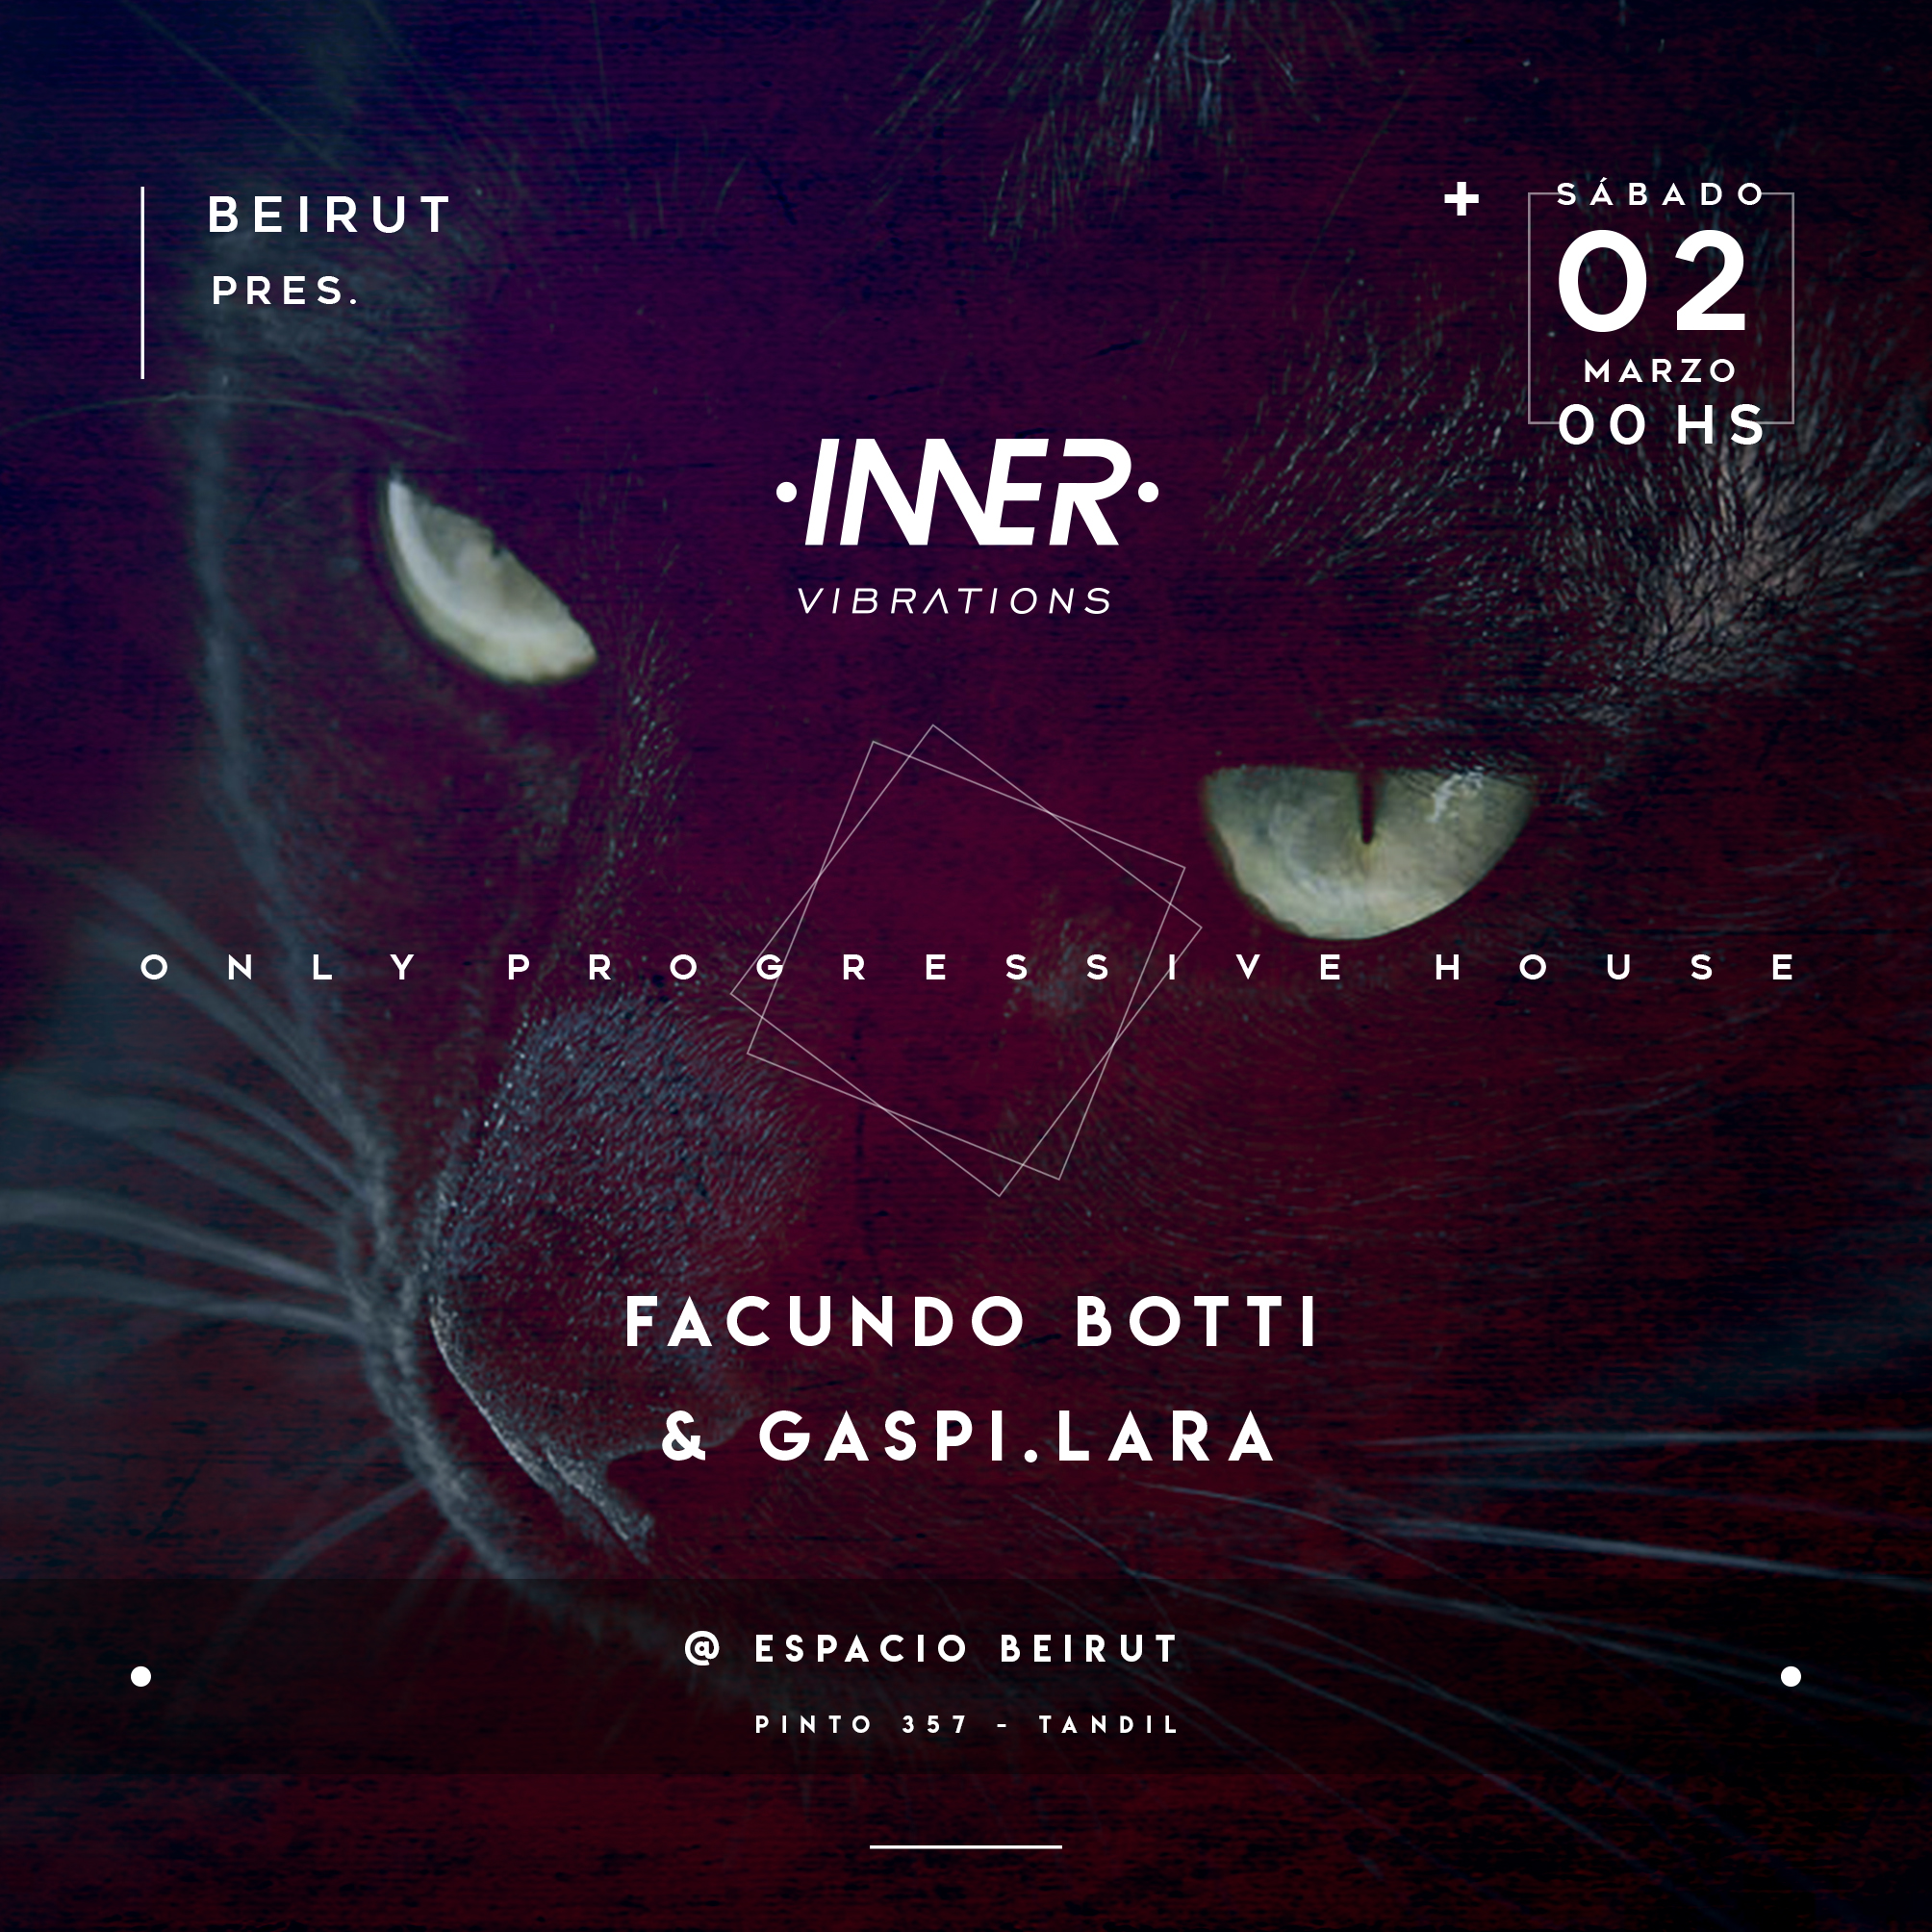 BEIRUT
PRES.
+
SÁBADO
02
MARZO
00 HS
•INNER•
VIBRATIONS
ONLY PROGRESSIVE HOUSE
FACUNDO BOTTI
& GASPI.LARA
@ ESPACIO BEIRUT
PINTO 357 - TANDIL